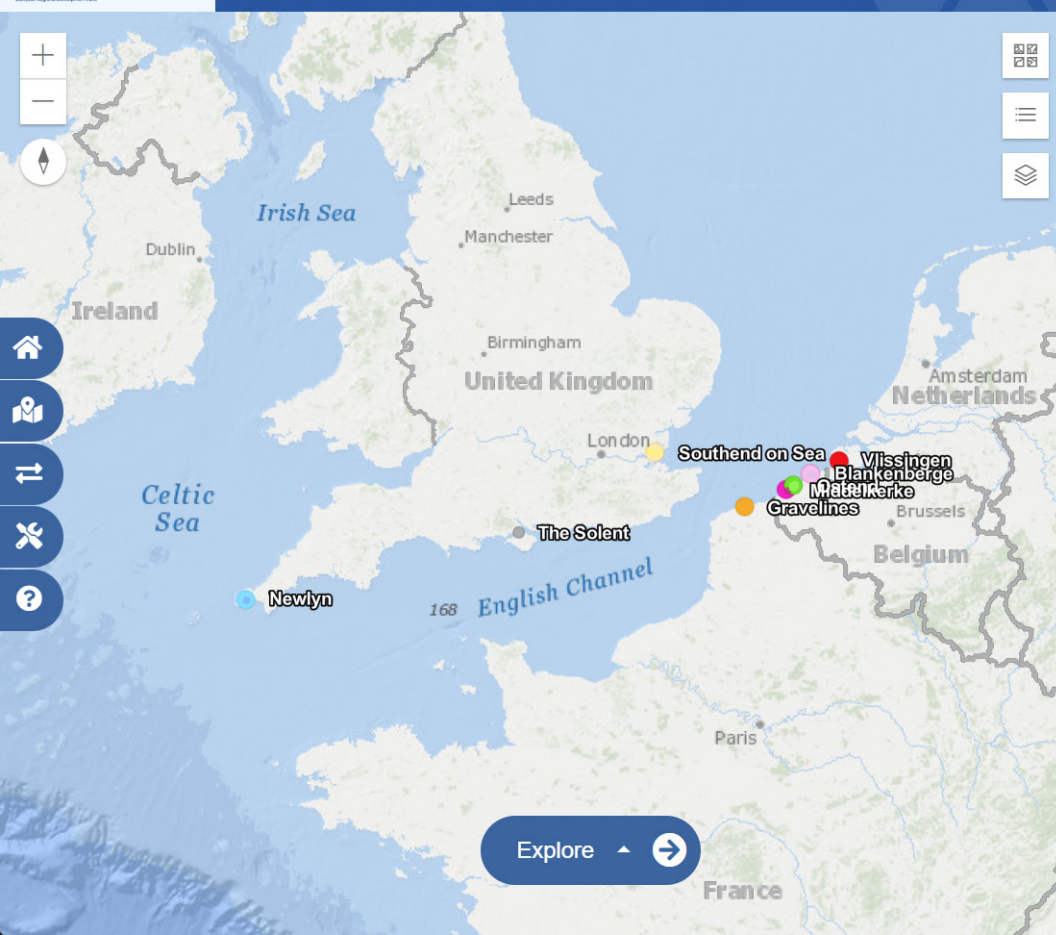 Leeds
Irish Sea
Manchester
Dublin
Ireland
Birmingham
United Kingdom
Amsterdam
Netherlands
London
Southend on Sea
Vlissingen
Blankenberge
Middelkerke
Gravelines
Brussels
Celtic
Sea
The Solent
Belgium
English Channel
Newlyn
168
Paris
Explore
France